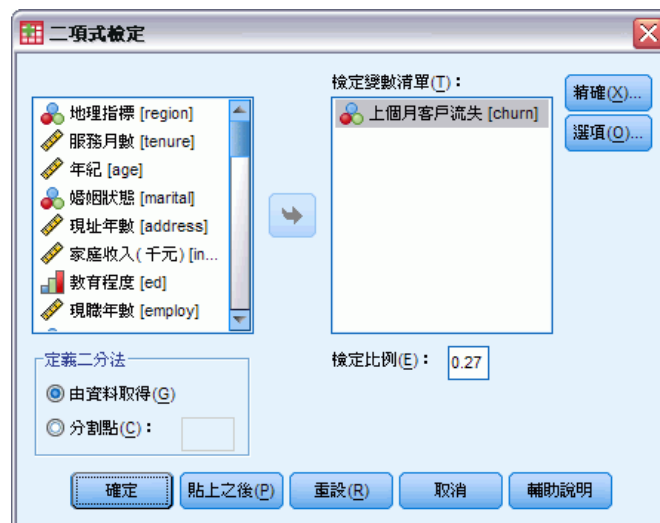 二項式檢定
檢定變數清單(T)：
地理指標 [region]
服務月數 [tenure]
年紀 [age]
婚姻狀態 [marital]
現址年數 [address]
家庭收入(千元) [in...
教育程度 [ed]
現職年數 [employ]
上個月客戶流失 [churn]
精確(X)...
選項(O)...
定義二分法
由資料取得(G)
分割點(C)：
檢定比例(E)： 0.27
確定 貼上之後(P) 重設(R) 取消 輔助說明